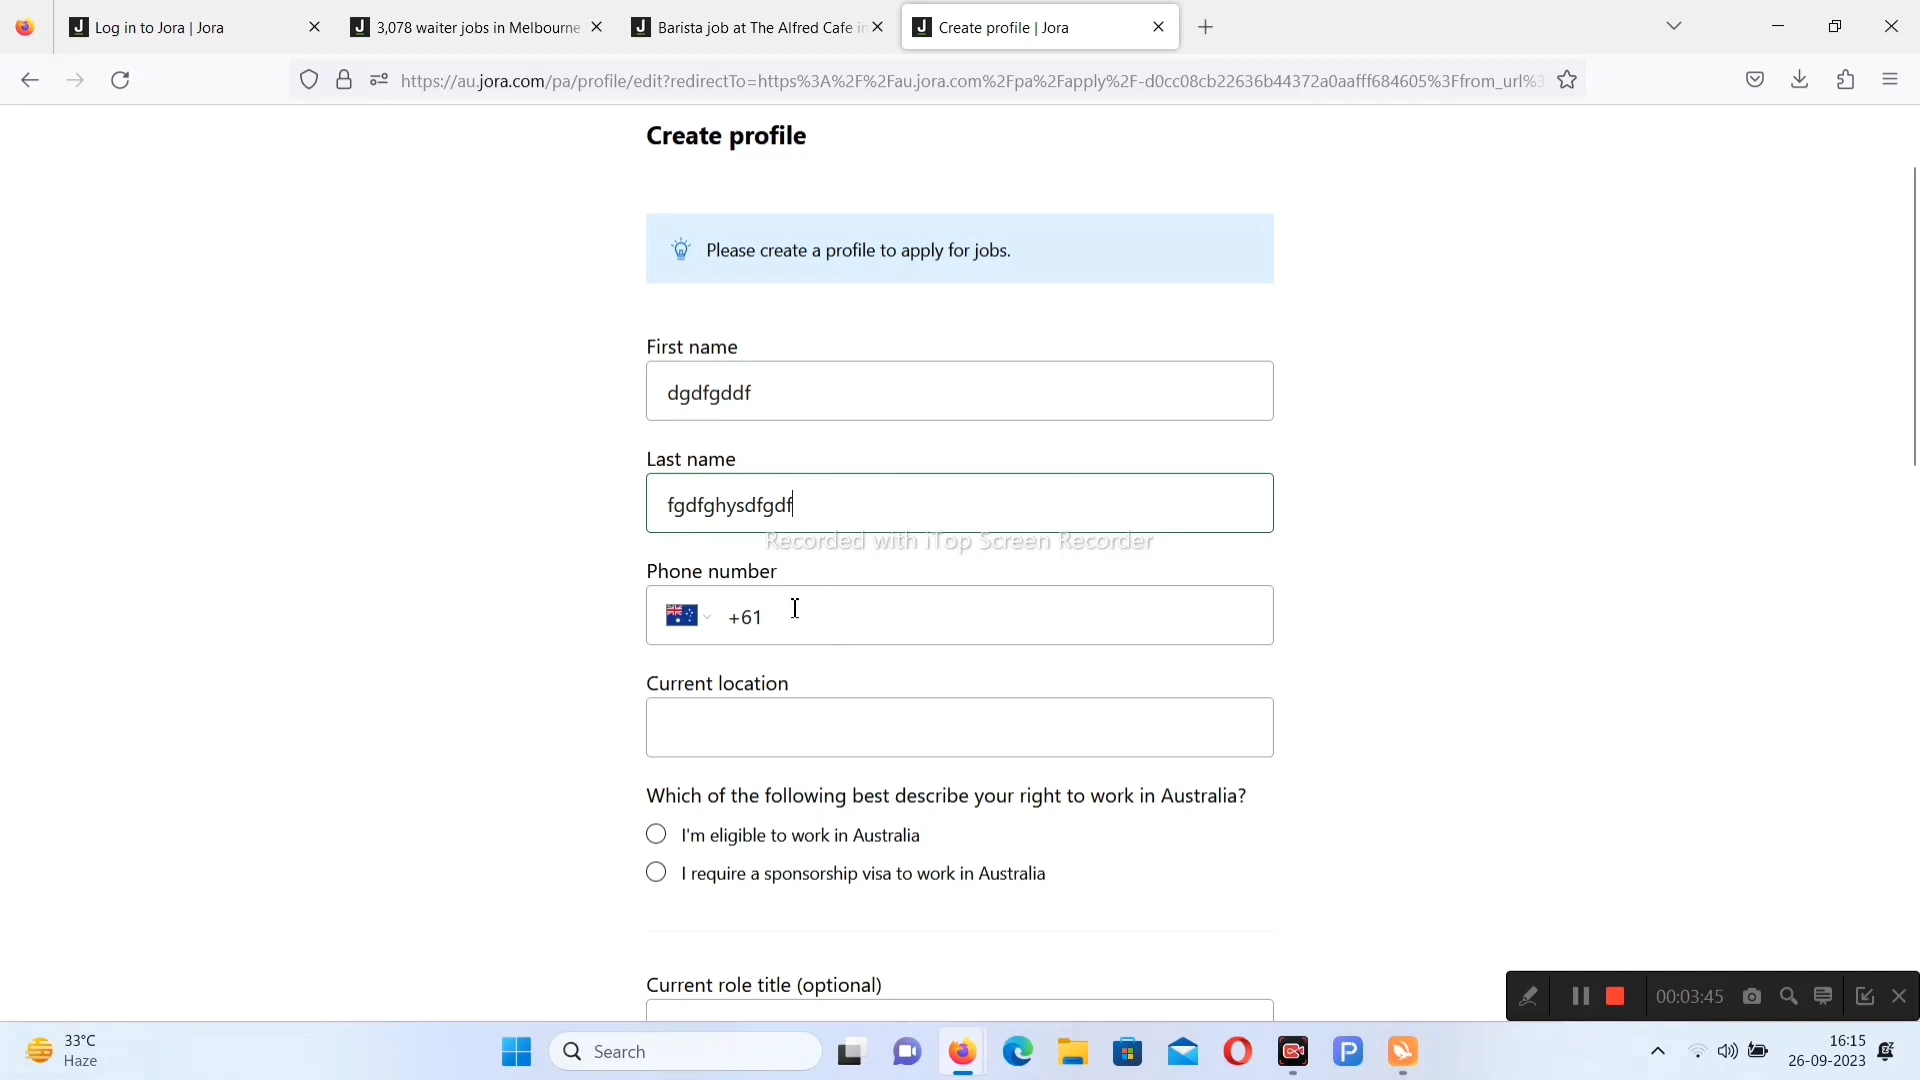 Log in to Jora | Jora
3,078 waiter jobs in Melbourne
Barista job at The Alfred Cafe in
Create profile | Jora
https://au.jora.com/pa/profile/edit?redirectTo=https%3A%2F%2Fau.jora.com%2Fpa%2Fapply%2F-d0cc08cb22636b44372a0aafff684605%3Ffrom_url%3
Create profile
Please create a profile to apply for jobs.
First name
dgdfgddf
Last name
fgdfghysdfgdf
Recorded with iTop Screen Recorder
Phone number
+61
Current location
Which of the following best describe your right to work in Australia?
I'm eligible to work in Australia
I require a sponsorship visa to work in Australia
Current role title (optional)
00:03:45
33°C
Haze
Search
16:15
26-09-2023